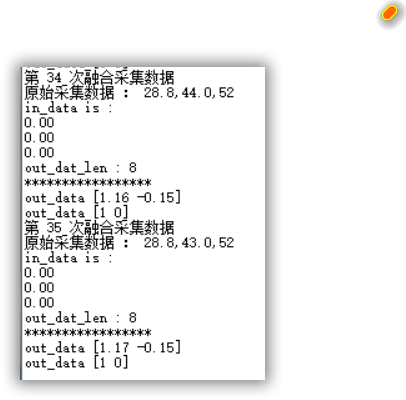 第 34 次融合采集数据
原始采集数据 : 28.8,44.0,52
in_data is :
0.00
0.00
0.00
out_dat_len : 8
*****************
out_data [1.16 -0.15]
out_data [1 0]
第 35 次融合采集数据
原始采集数据 : 28.8,43.0,52
in_data is :
0.00
0.00
0.00
out_dat_len : 8
*****************
out_data [1.17 -0.15]
out_data [1 0]